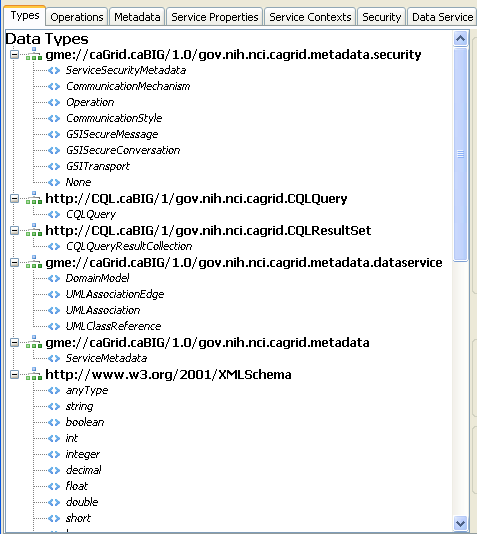 Types Operations Metadata Service Properties Service Contexts Security Data Service
Data Types
gme://caGrid.caBIG/1.0/gov.nih.nci.cagrid.metadata.security
ServiceSecurityMetadata
CommunicationMechanism
Operation
CommunicationStyle
GSISecureMessage
GSISecureConversation
GSITransport
None
http://CQL.caBIG/1/gov.nih.nci.cagrid.CQLQuery
CQLQuery
http://CQL.caBIG/1/gov.nih.nci.cagrid.CQLResultSet
CQLQueryResultCollection
gme://caGrid.caBIG/1.0/gov.nih.nci.cagrid.metadata.dataservice
DomainModel
UMLAssociationEdge
UMLAssociation
UMLClassReference
gme://caGrid.caBIG/1.0/gov.nih.nci.cagrid.metadata
ServiceMetadata
http://www.w3.org/2001/XMLSchema
anyType
string
boolean
int
integer
decimal
float
double
short